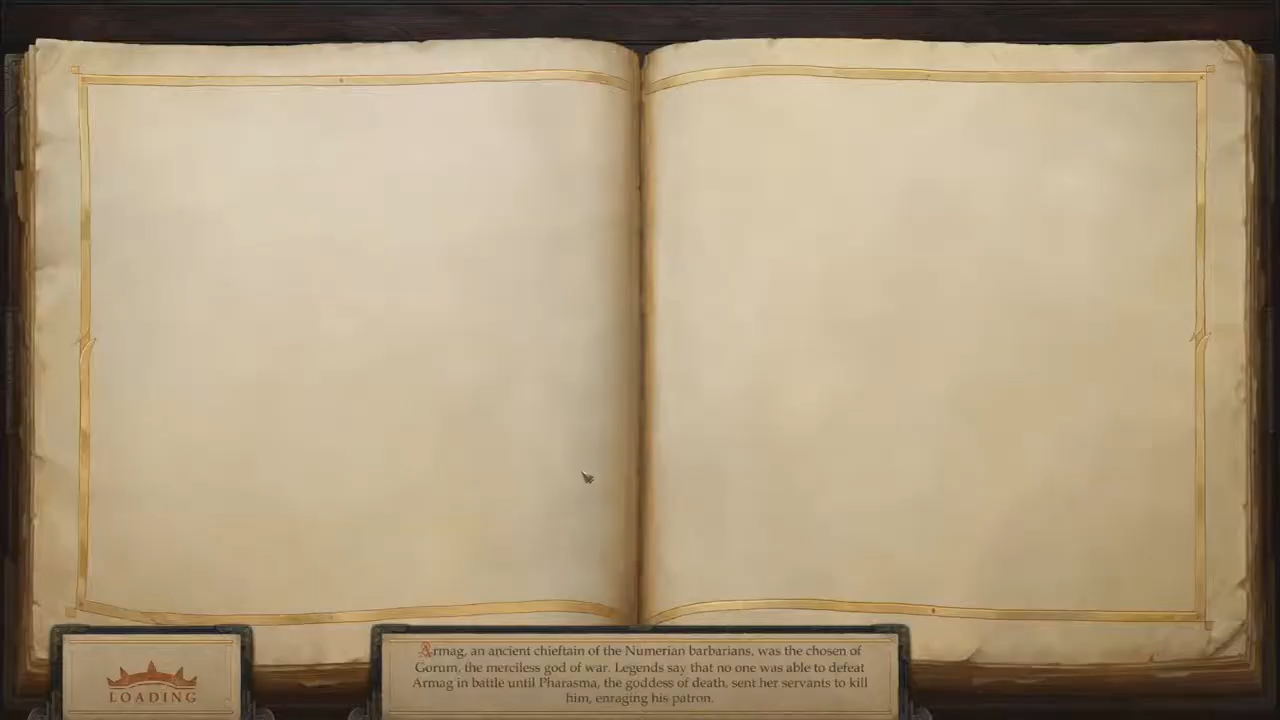 Armag, an ancient chieftain of the Numerian barbarians, was the chosen of
Gorum, the merciless god of war. Legends say that no one was able to defeat
Armag in battle until Pharasma, the goddess of death, sent her servants to kill
him, enraging his patron.
LOADING